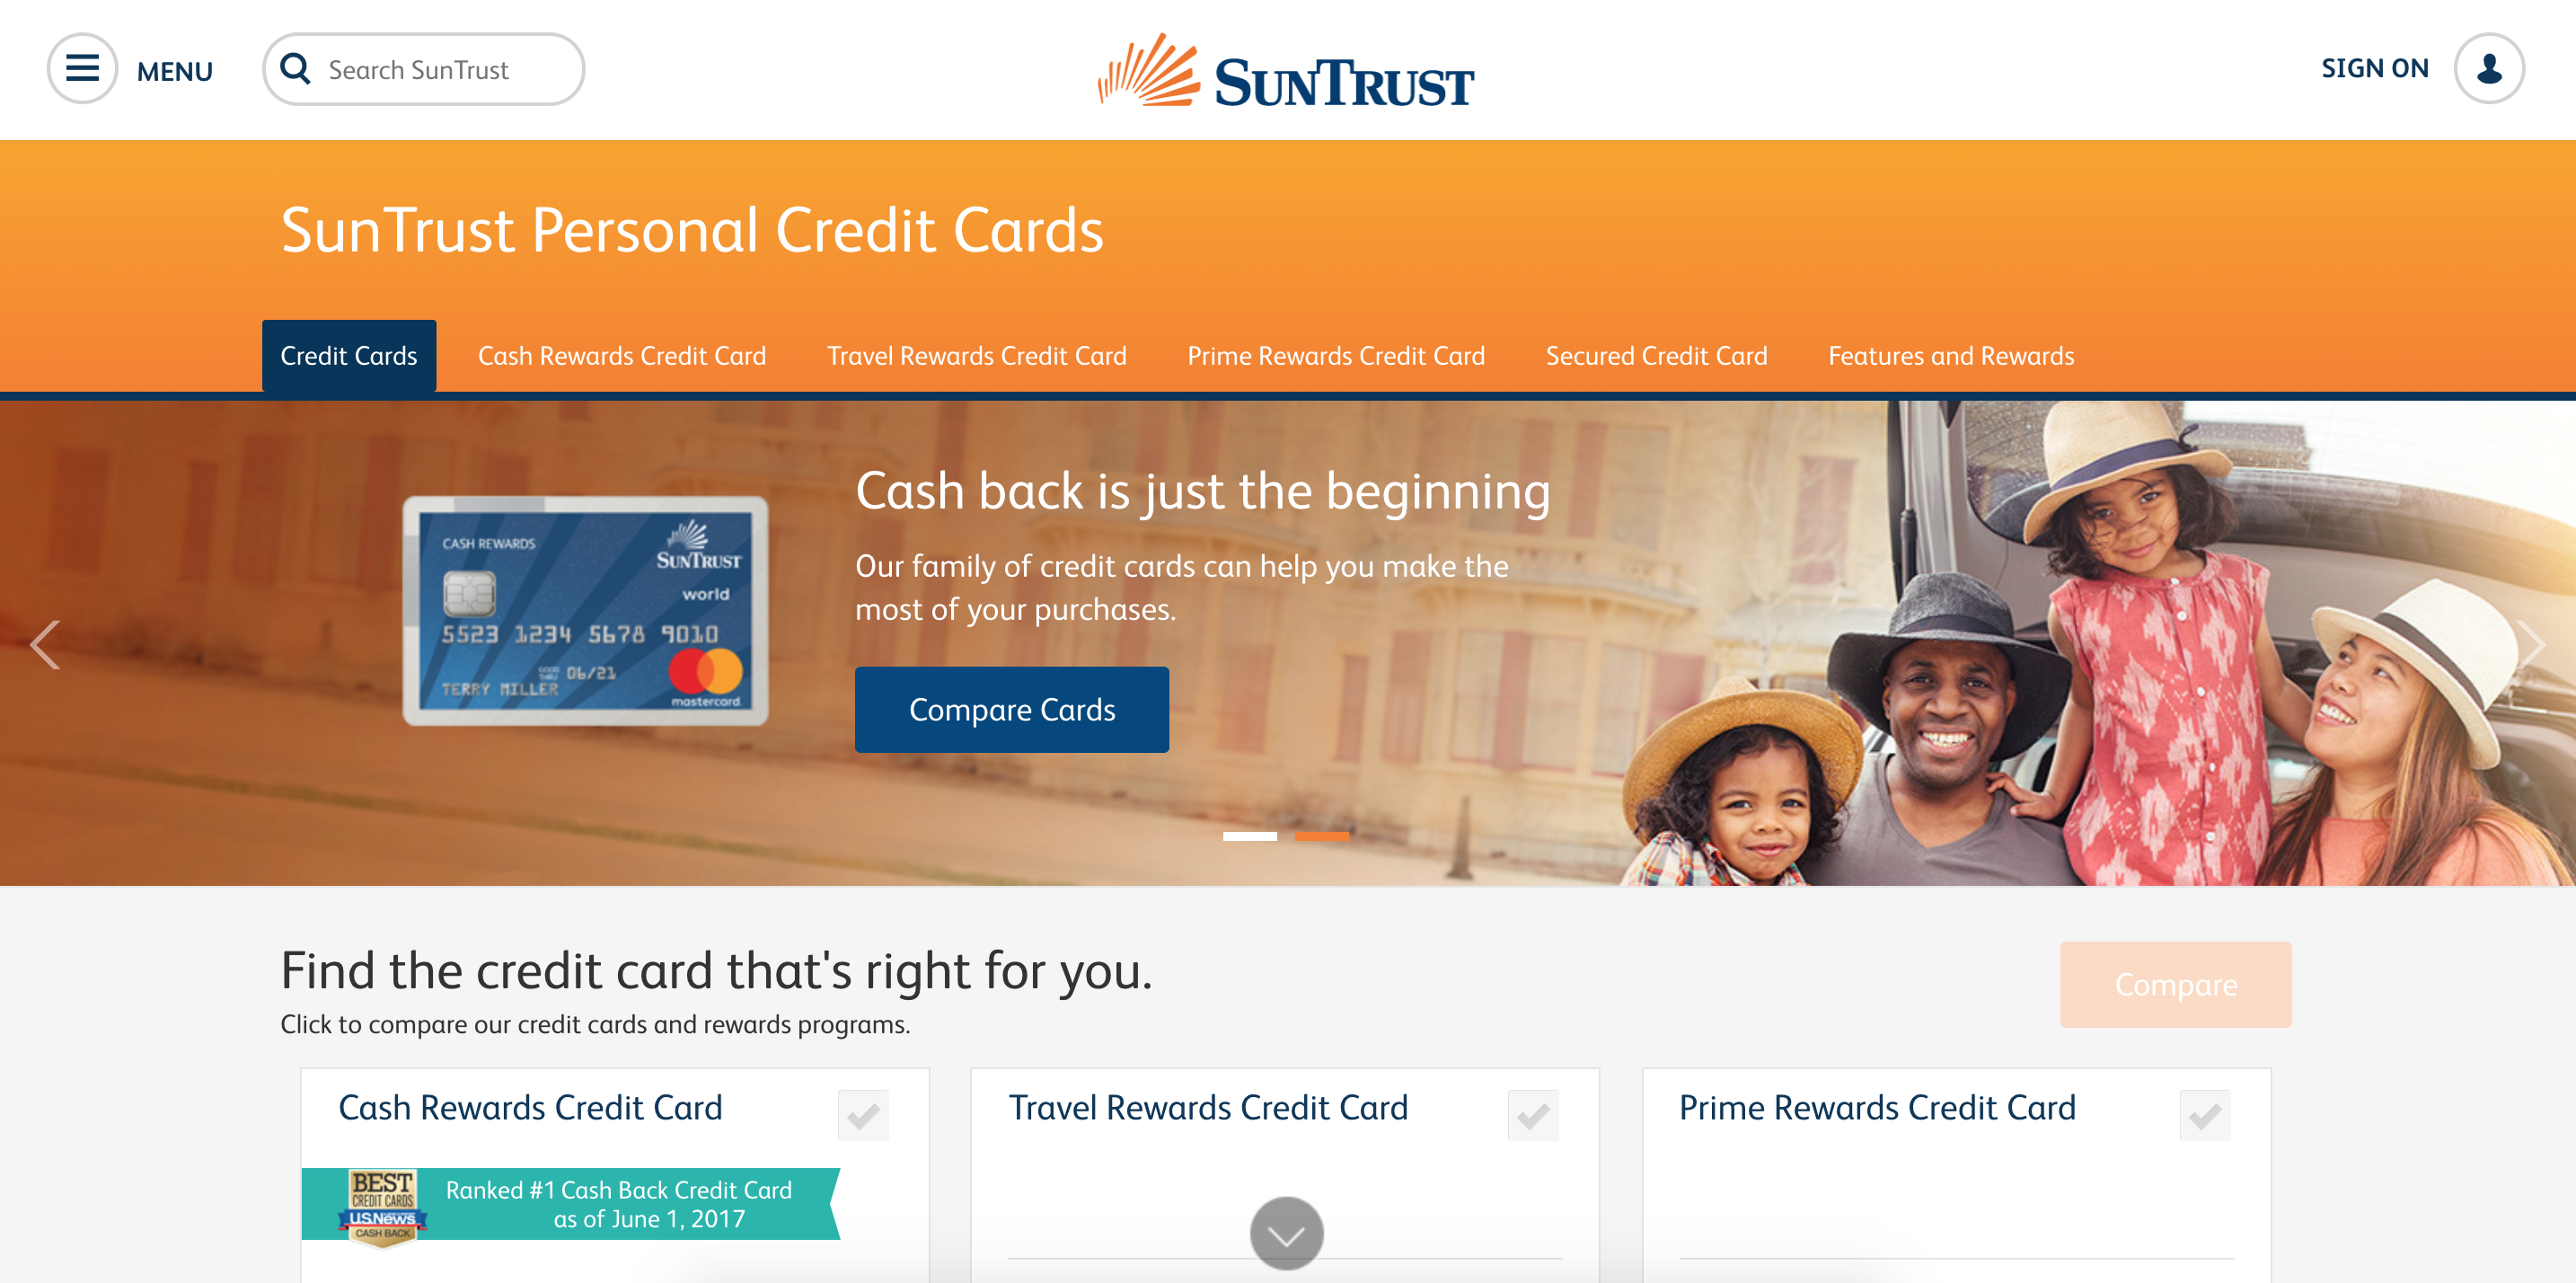 MENU
Search SunTrust
SUNTRUST
SIGN ON
SunTrust Personal Credit Cards
Credit Cards
Cash Rewards Credit Card
Travel Rewards Credit Card
Prime Rewards Credit Card
Secured Credit Card
Features and Rewards
CASH REWARDS
SUNTRUST
world
5523 1234 5678 9010
GOOD
THRU
06/21
TERRY MILLER
mastercard
Cash back is just the beginning
Our family of credit cards can help you make the
most of your purchases.
Compare Cards
Find the credit card that's right for you.
Click to compare our credit cards and rewards programs.
Compare
Cash Rewards Credit Card
BEST
CREDIT CARDS
U.S.News
CASH BACK
Ranked #1 Cash Back Credit Card
as of June 1, 2017
Travel Rewards Credit Card
Prime Rewards Credit Card